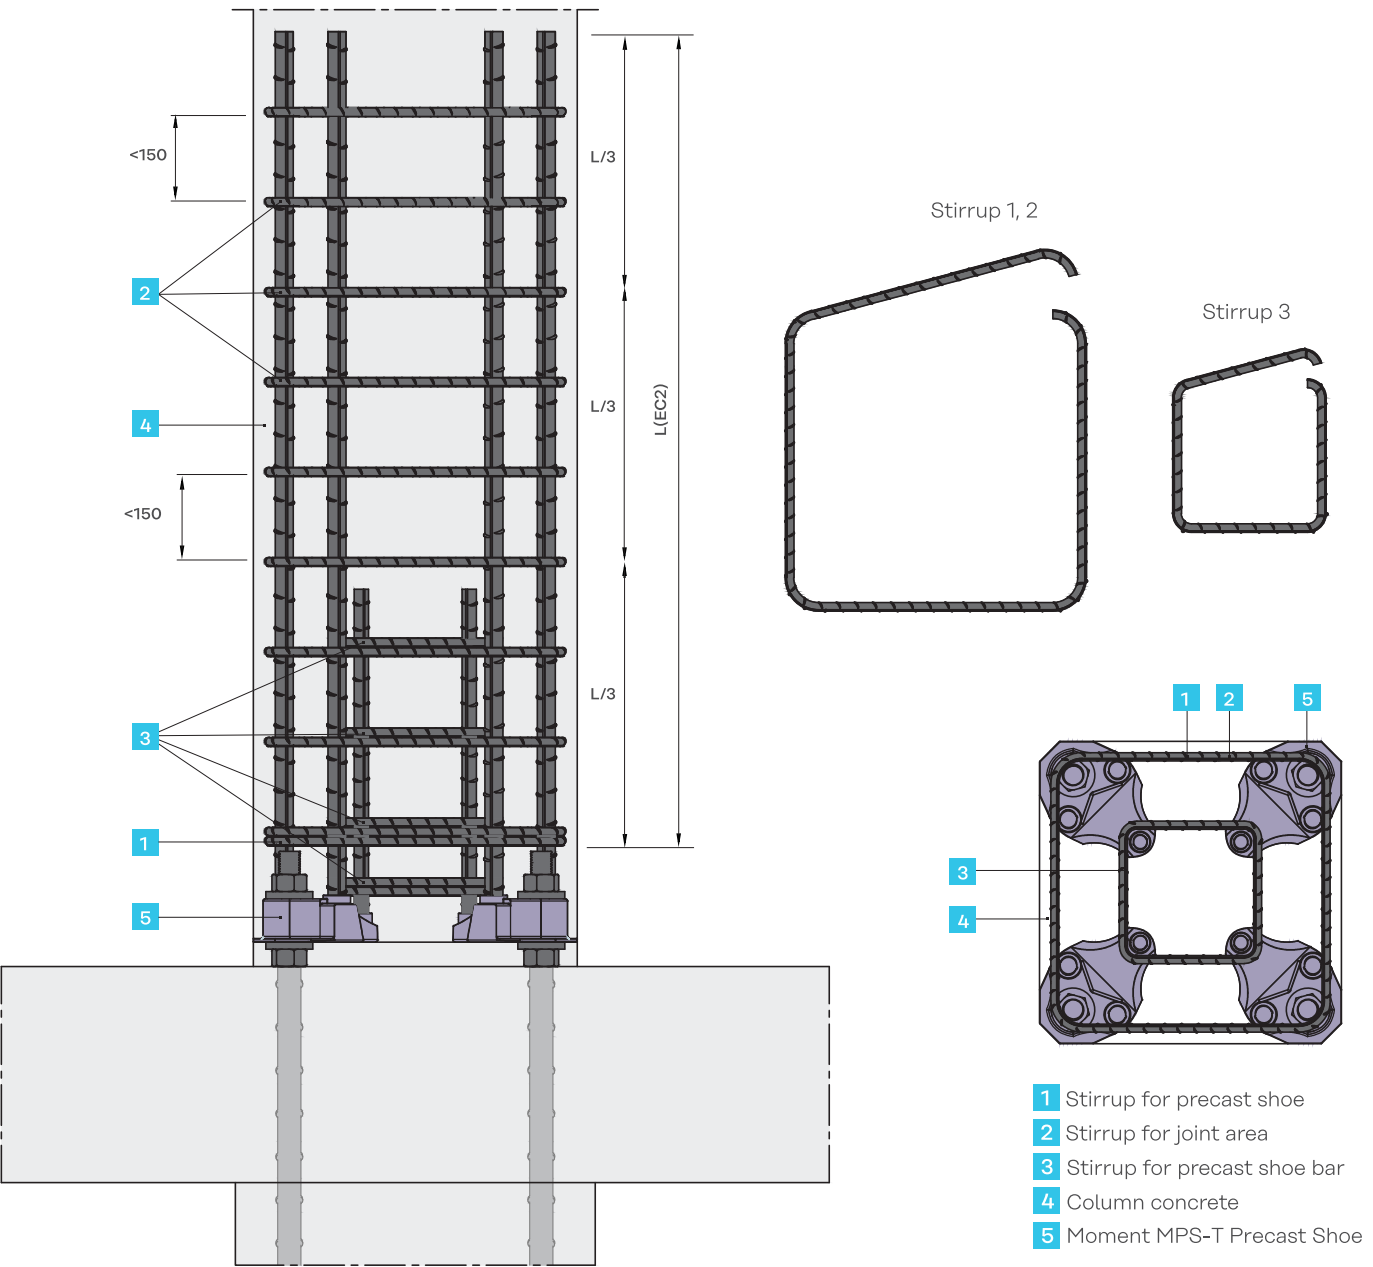 <150
L/3
Stirrup 1, 2
2
Stirrup 3
L/3
L(EC2)
4
<150
L/3
3
1
5
1 2 5
3
4
1 Stirrup for precast shoe
2 Stirrup for joint area
3 Stirrup for precast shoe bar
4 Column concrete
5 Moment MPS-T Precast Shoe